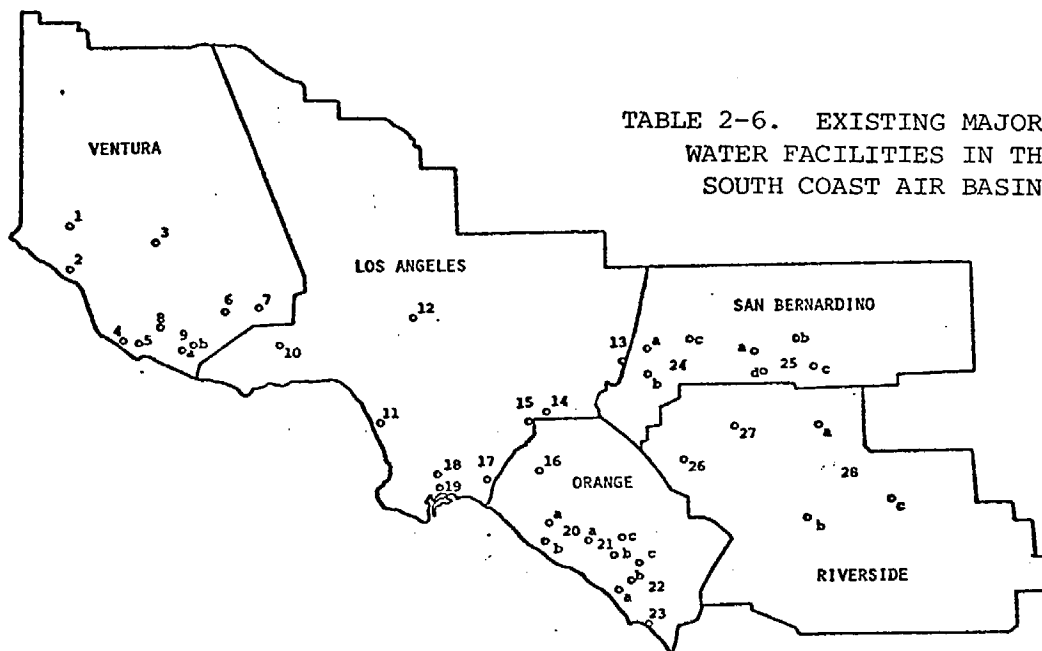 TABLE 2-6. EXISTING MAJOR
WATER FACILITIES IN TH
SOUTH COAST AIR BASIN
VENTURA
1
3
2
LOS ANGELES
6
7
SAN BERNARDINO
12
8
4
5
9
a
b
10
13
a
c
24
b
a
b
25
c
d
11
15
14
27
a
16
26
28
18
17
19
ORANGE
c
a
20
a
c
b
21
b
b
c
RIVERSIDE
b
22
a
23